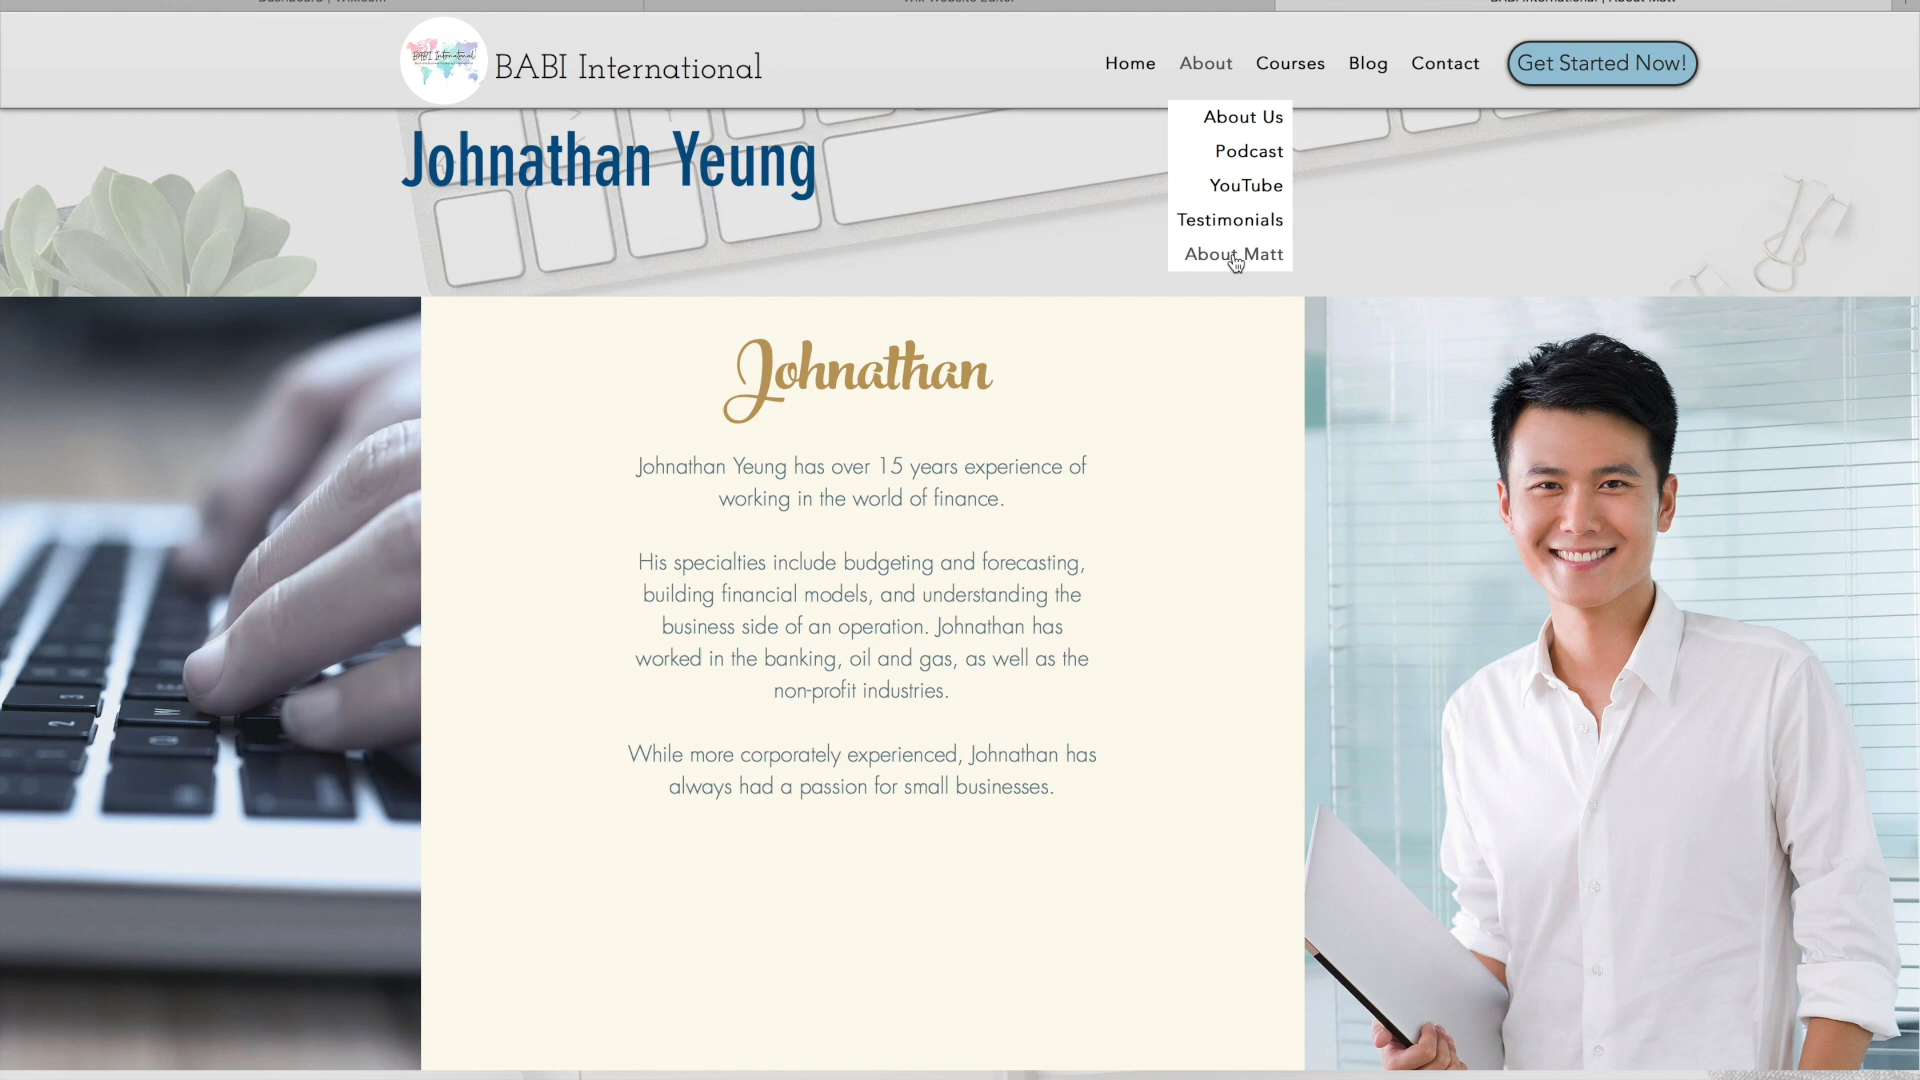 BABI International
BABI International
Home About Courses Blog Contact Get Started Now!
About Us
Podcast
YouTube
Testimonials
About Matt
Johnathan Yeung
Johnathan
Johnathan Yeung has over 15 years experience of
working in the world of finance.
His specialties include budgeting and forecasting,
building financial models, and understanding the
business side of an operation. Johnathan has
worked in the banking, oil and gas, as well as the
non-profit industries.
While more corporately experienced, Johnathan has
always had a passion for small businesses.